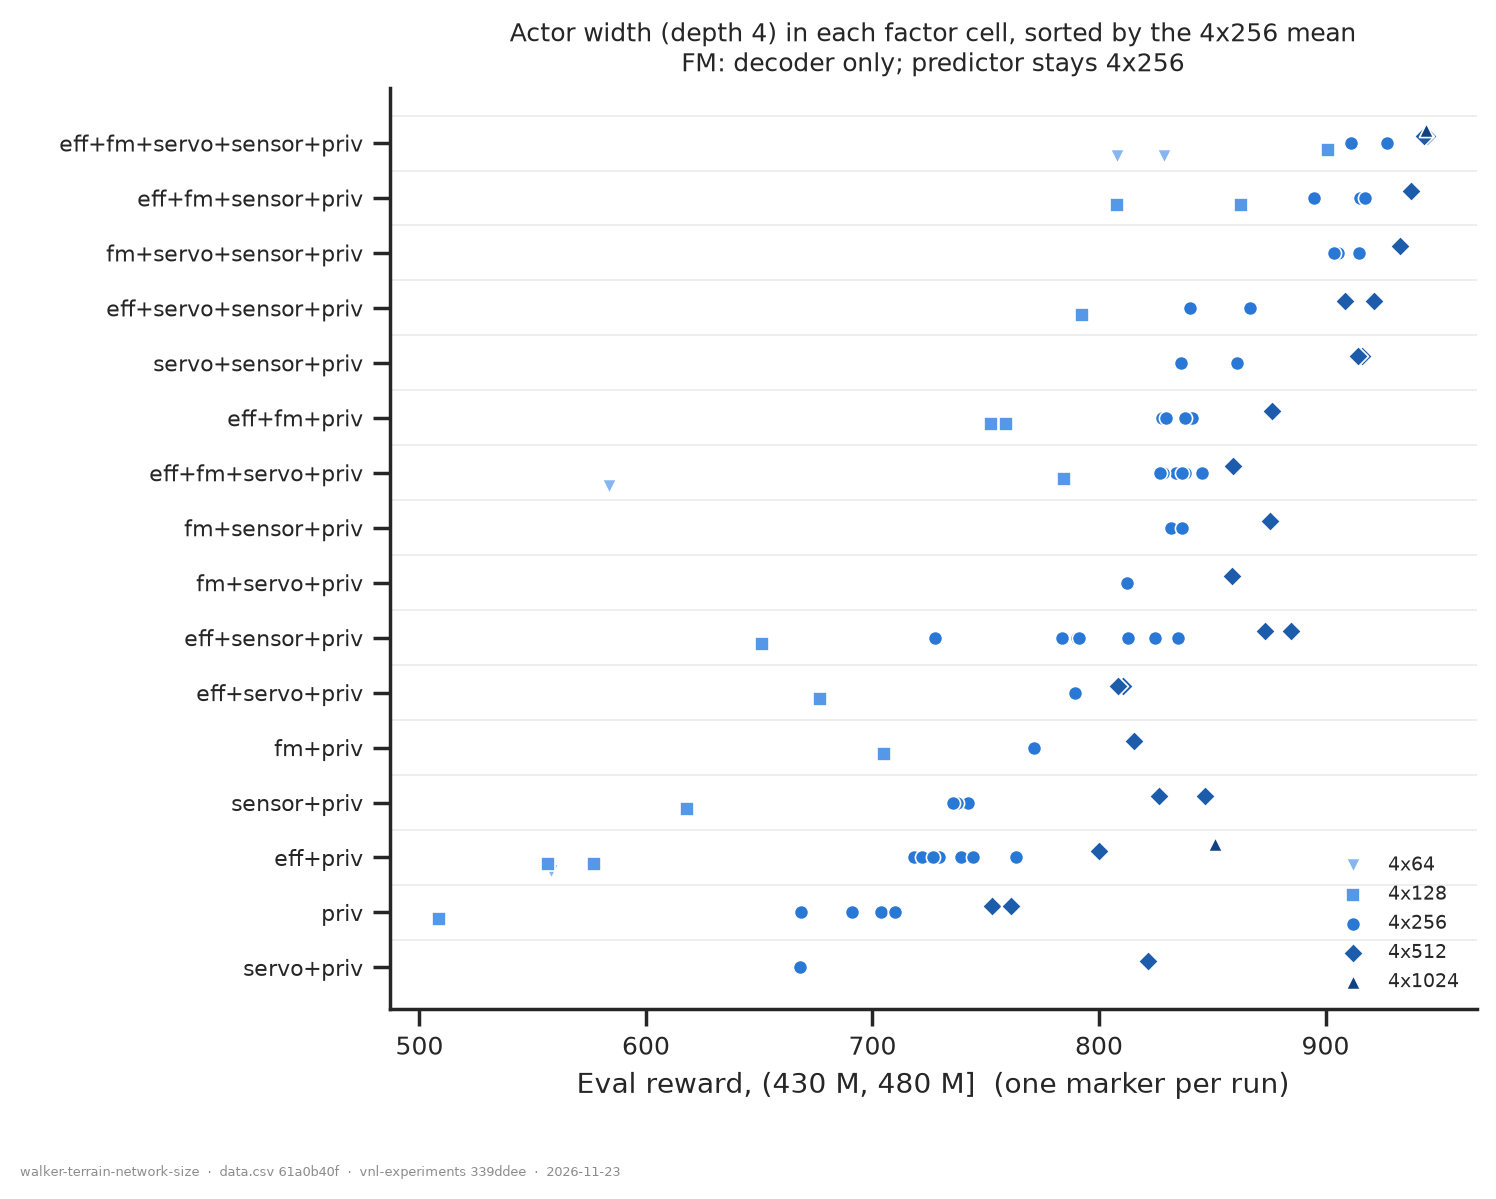 Actor width (depth 4) in each factor cell, sorted by the 4x256 mean
FM: decoder only; predictor stays 4x256
eff+fm+servo+sensor+priv
eff+fm+sensor+priv
fm+servo+sensor+priv
eff+servo+sensor+priv
servo+sensor+priv
eff+fm+priv
eff+fm+servo+priv
fm+sensor+priv
fm+servo+priv
eff+sensor+priv
eff+servo+priv
fm+priv
sensor+priv
eff+priv
priv
servo+priv
4x64
4x128
4x256
4x512
4x1024
500 600 700 800 900
Eval reward, (430 M, 480 M]  (one marker per run)
walker-terrain-network-size · data.csv 61a0b40f · vnl-experiments 339ddee · 2026-11-23